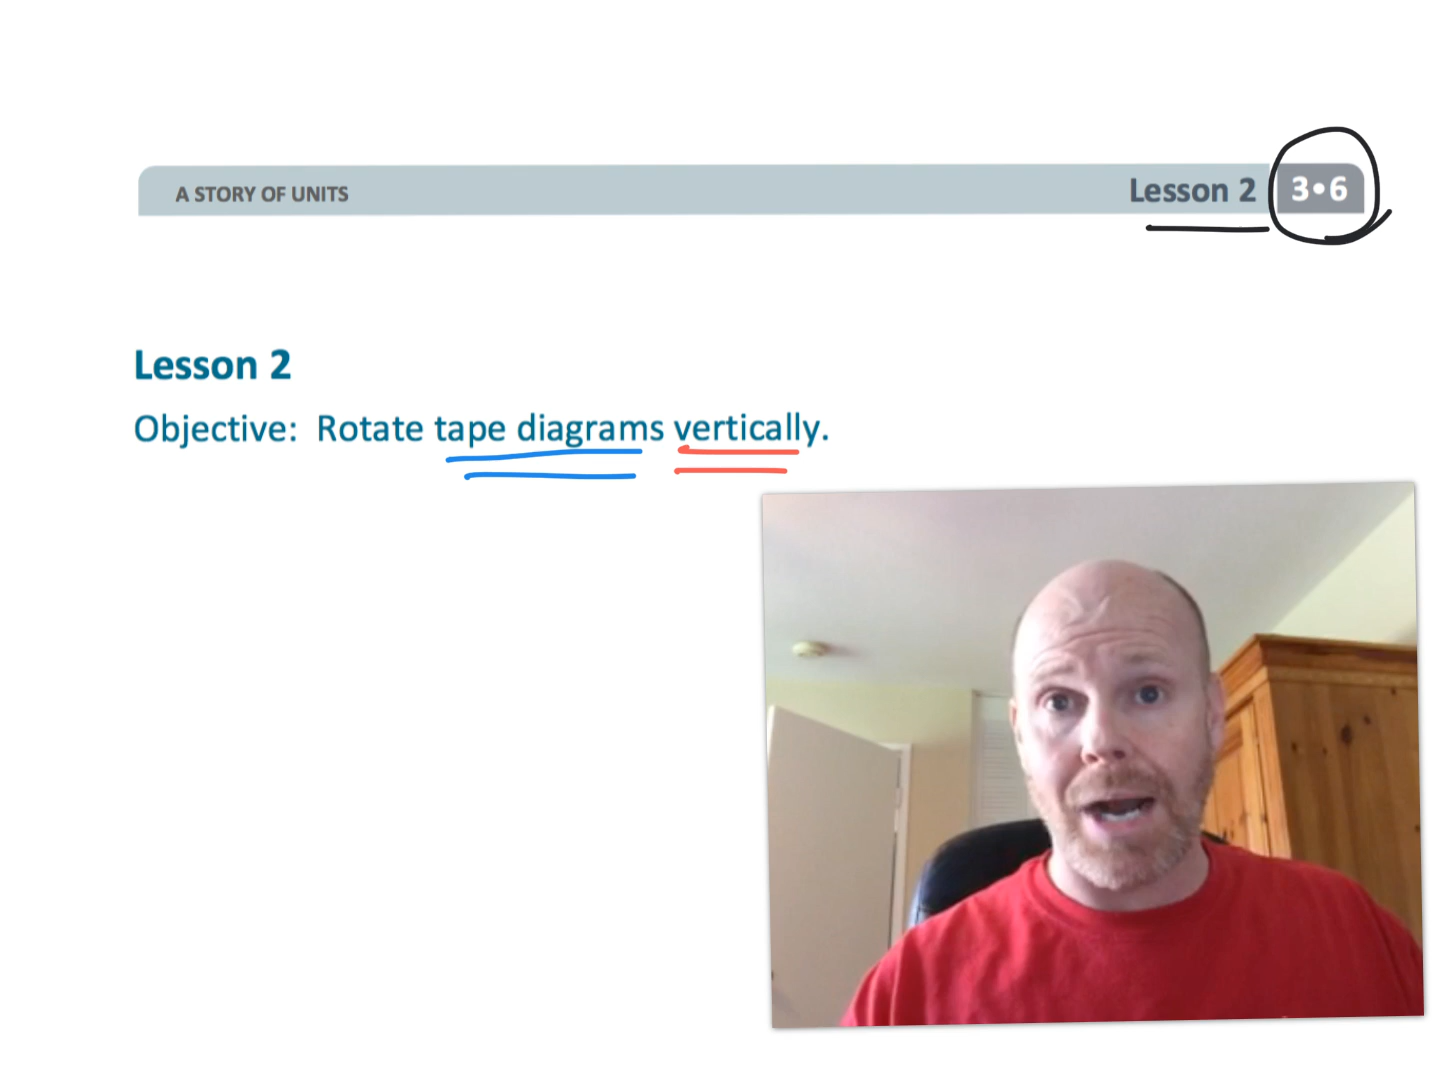 A STORY OF UNITS
Lesson 2 3•6
Lesson 2
Objective: Rotate tape diagrams vertically.